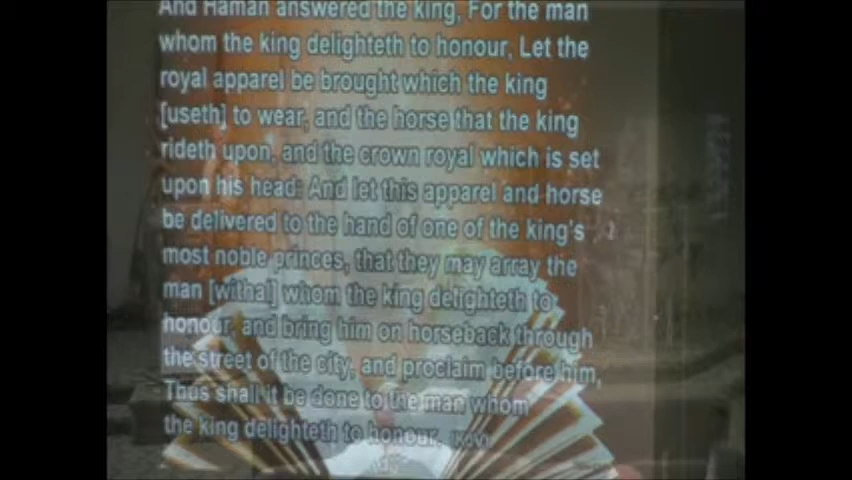 And Haman answered the king, For the man
whom the king delighteth to honour, Let the
royal apparel be brought which the king
[useth] to wear, and the horse that the king
rideth upon, and the crown royal which is set
upon his head: And let this apparel and horse
be delivered to the hand of one of the king's
most noble princes, that they may array the
man [withal] whom the king delighteth to
honour, and bring him on horseback through
the street of the city, and proclaim before him,
Thus shall it be done to the man whom
the king delighteth to honour. (KJV)